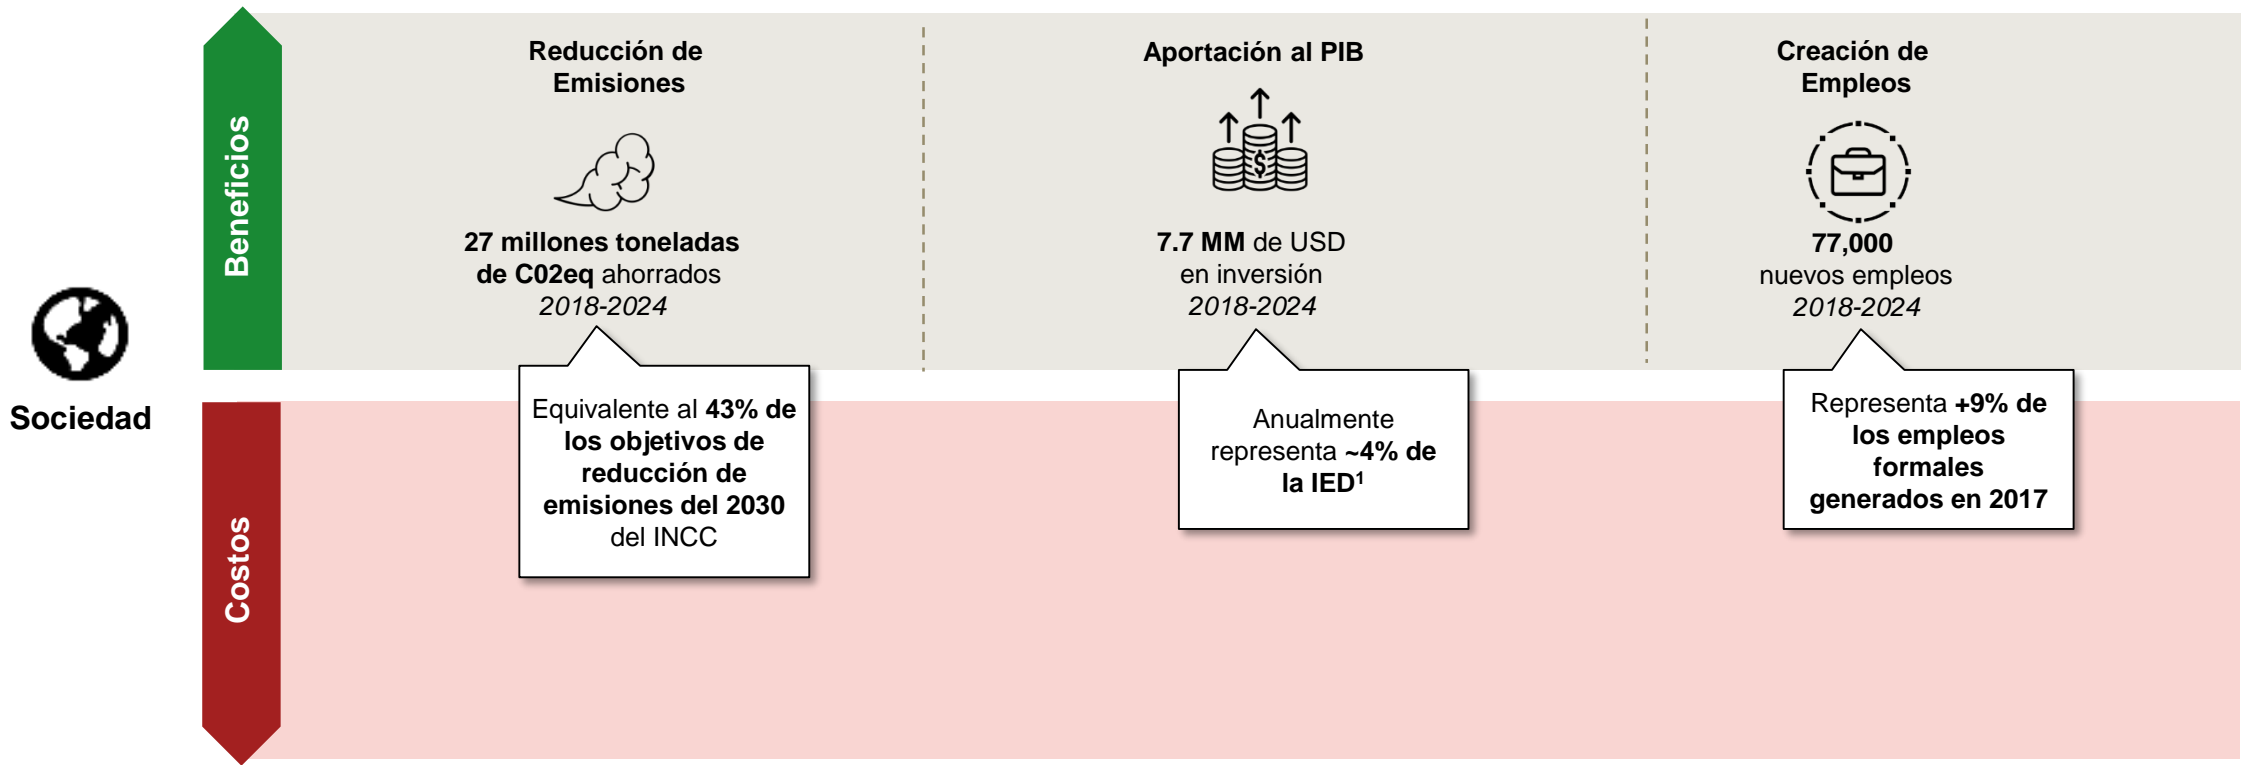 Sociedad
Beneficios
Reducción de
Emisiones
27 millones toneladas
de C02eq ahorrados
2018-2024
Equivalente al 43% de
los objetivos de
reducción de
emisiones del 2030
del INCC
Aportación al PIB
$
7.7 MM de USD
en inversión
2018-2024
Anualmente
representa ~4% de
la IED¹
Creación de
Empleos
77,000
nuevos empleos
2018-2024
Representa +9% de
los empleos
formales
generados en 2017
Costos